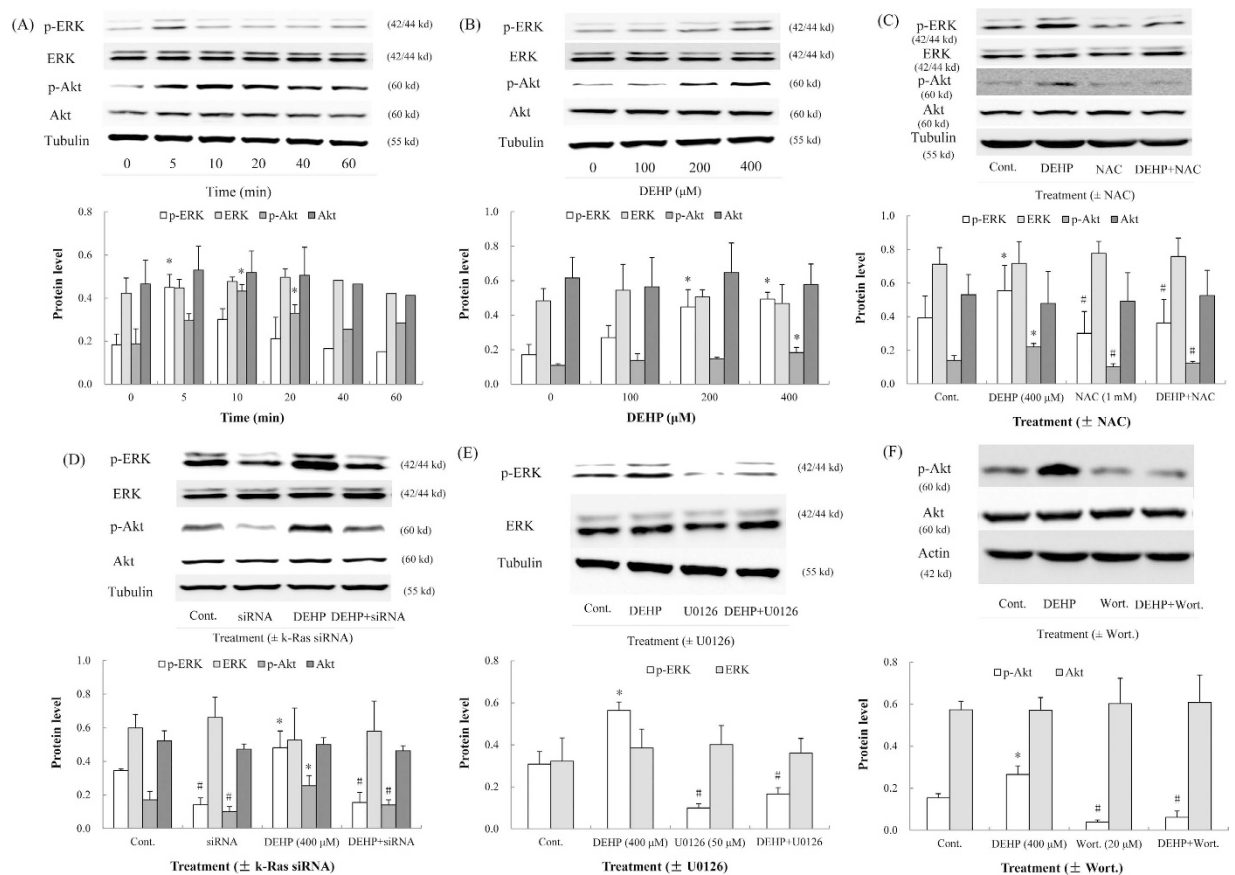 (A)
p-ERK (42/44 kd)
ERK (42/44 kd)
p-Akt (60 kd)
Akt (60 kd)
Tubulin (55 kd)
0 5 10 20 40 60
Time (min)
p-ERK ERK p-Akt Akt
Protein level
0.8
0.6
0.4
0.2
0.0
* * *
0 5 10 20 40 60
Time (min)
(B)
p-ERK (42/44 kd)
ERK (42/44 kd)
p-Akt (60 kd)
Akt (60 kd)
Tubulin (55 kd)
0 100 200 400
DEHP (μM)
p-ERK ERK p-Akt Akt
Protein level
1.0
0.8
0.6
0.4
0.2
0.0
* * *
0 100 200 400
DEHP (μM)
(C)
p-ERK
(42/44 kd)
ERK
(42/44 kd)
p-Akt
(60 kd)
Akt
(60 kd)
Tubulin
(55 kd)
Cont. DEHP NAC DEHP+NAC
Treatment (± NAC)
p-ERK ERK p-Akt Akt
Protein level
1.0
0.8
0.6
0.4
0.2
0.0
* * # # # #
Cont. DEHP (400 μM) NAC (1 mM) DEHP+NAC
Treatment (± NAC)
(D)
p-ERK (42/44 kd)
ERK (42/44 kd)
p-Akt (60 kd)
Akt (60 kd)
Tubulin (55 kd)
Cont. siRNA DEHP DEHP+siRNA
Treatment (± k-Ras siRNA)
p-ERK ERK p-Akt Akt
Protein level
1.0
0.8
0.6
0.4
0.2
0.0
# # * * # #
Cont. siRNA DEHP (400 μM) DEHP+siRNA
Treatment (± k-Ras siRNA)
(E)
p-ERK (42/44 kd)
ERK (42/44 kd)
Tubulin (55 kd)
Cont. DEHP U0126 DEHP+U0126
Treatment (± U0126)
p-ERK ERK
Protein level
0.8
0.6
0.4
0.2
0.0
* # #
Cont. DEHP (400 μM) U0126 (50 μM) DEHP+U0126
Treatment (± U0126)
(F)
p-Akt
(60 kd)
Akt
(60 kd)
Actin
(42 kd)
Cont. DEHP Wort. DEHP+Wort.
Treatment (± Wort.)
p-Akt Akt
Protein level
0.8
0.6
0.4
0.2
0.0
* # #
Cont. DEHP (400 μM) Wort. (20 μM) DEHP+Wort.
Treatment (± Wort.)